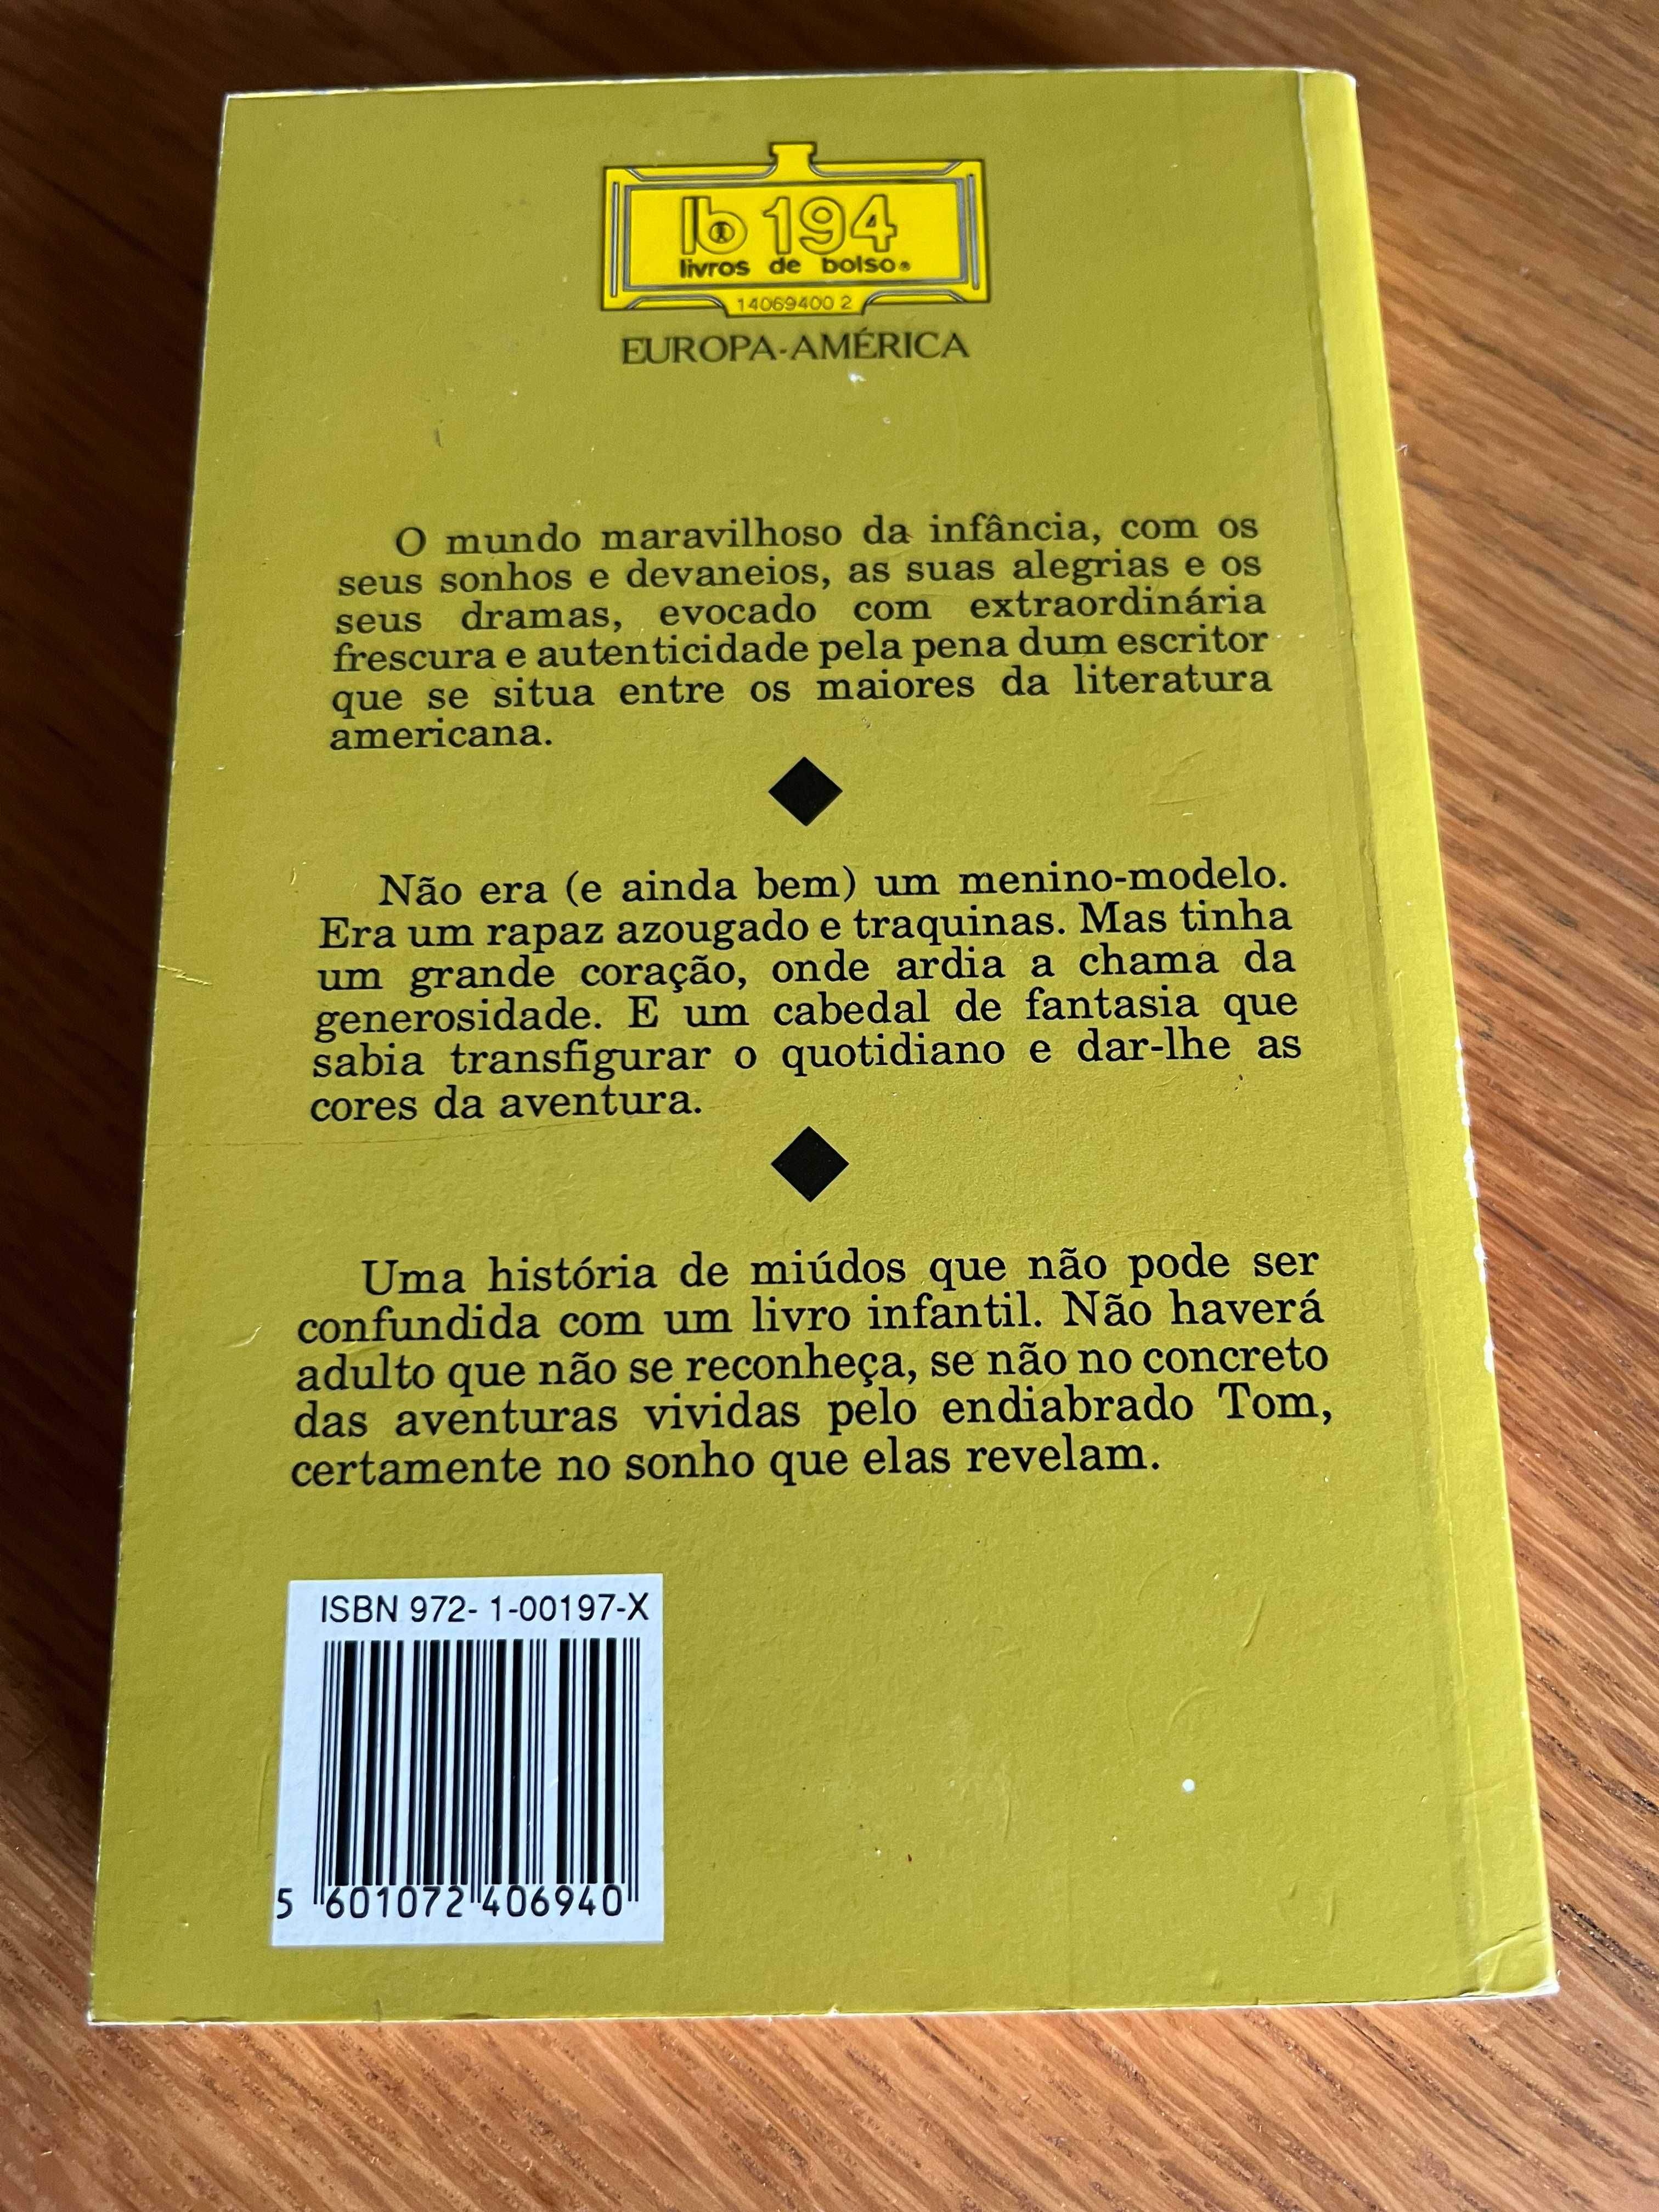 lb 194
livros de bolso®
14069400 2
EUROPA-AMÉRICA
O mundo maravilhoso da infância, com os
seus sonhos e devaneios, as suas alegrias e os
seus dramas, evocado com extraordinária
frescura e autenticidade pela pena dum escritor
que se situa entre os maiores da literatura
americana.
Não era (e ainda bem) um menino-modelo.
Era um rapaz azougado e traquinas. Mas tinha
um grande coração, onde ardia a chama da
generosidade. E um cabedal de fantasia que
sabia transfigurar o quotidiano e dar-lhe as
cores da aventura.
Uma história de miúdos que não pode ser
confundida com um livro infantil. Não haverá
adulto que não se reconheça, se não no concreto
das aventuras vividas pelo endiabrado Tom,
certamente no sonho que elas revelam.
ISBN 972- 1-00197-X
5 601072 406940